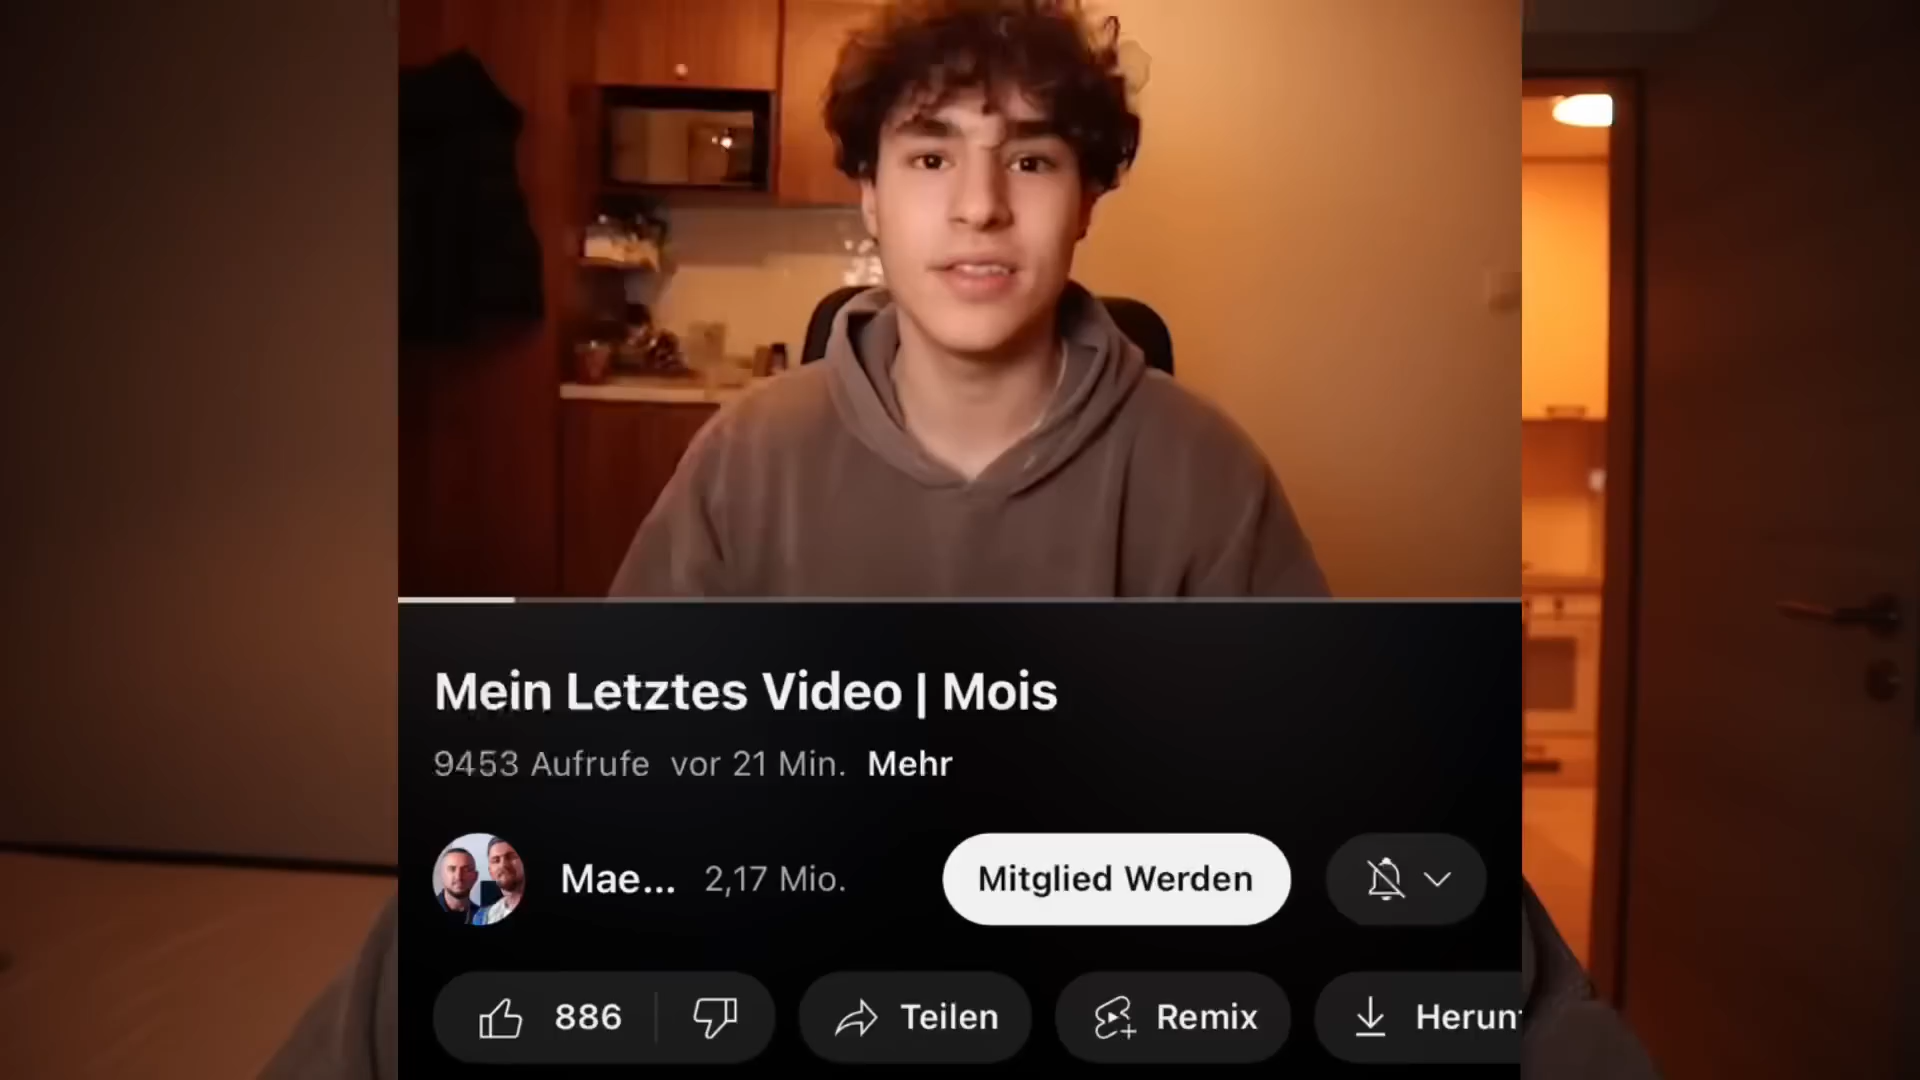 Mein Letztes Video | Mois
9453 Aufrufe vor 21 Min. Mehr
Mae... 2,17 Mio. Mitglied Werden
886 Teilen Remix Herun